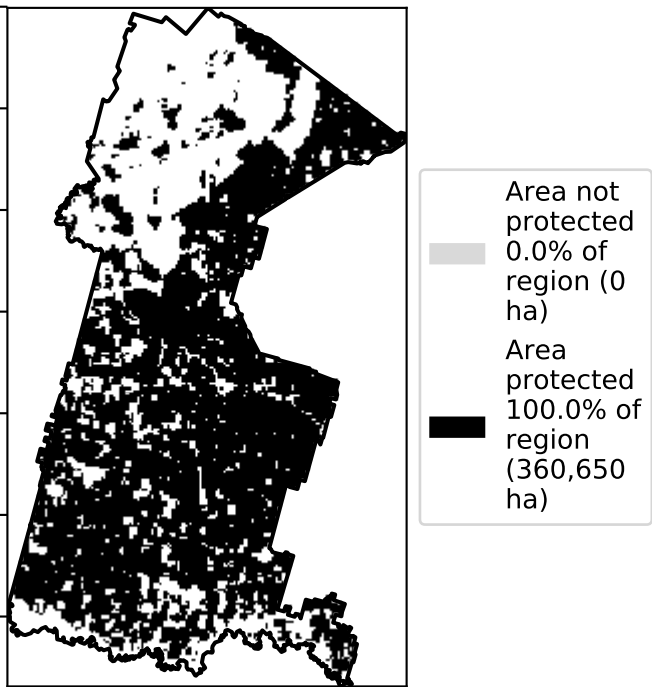 Area not
protected
0.0% of
region (0
ha)
Area
protected
100.0% of
region
(360,650
ha)